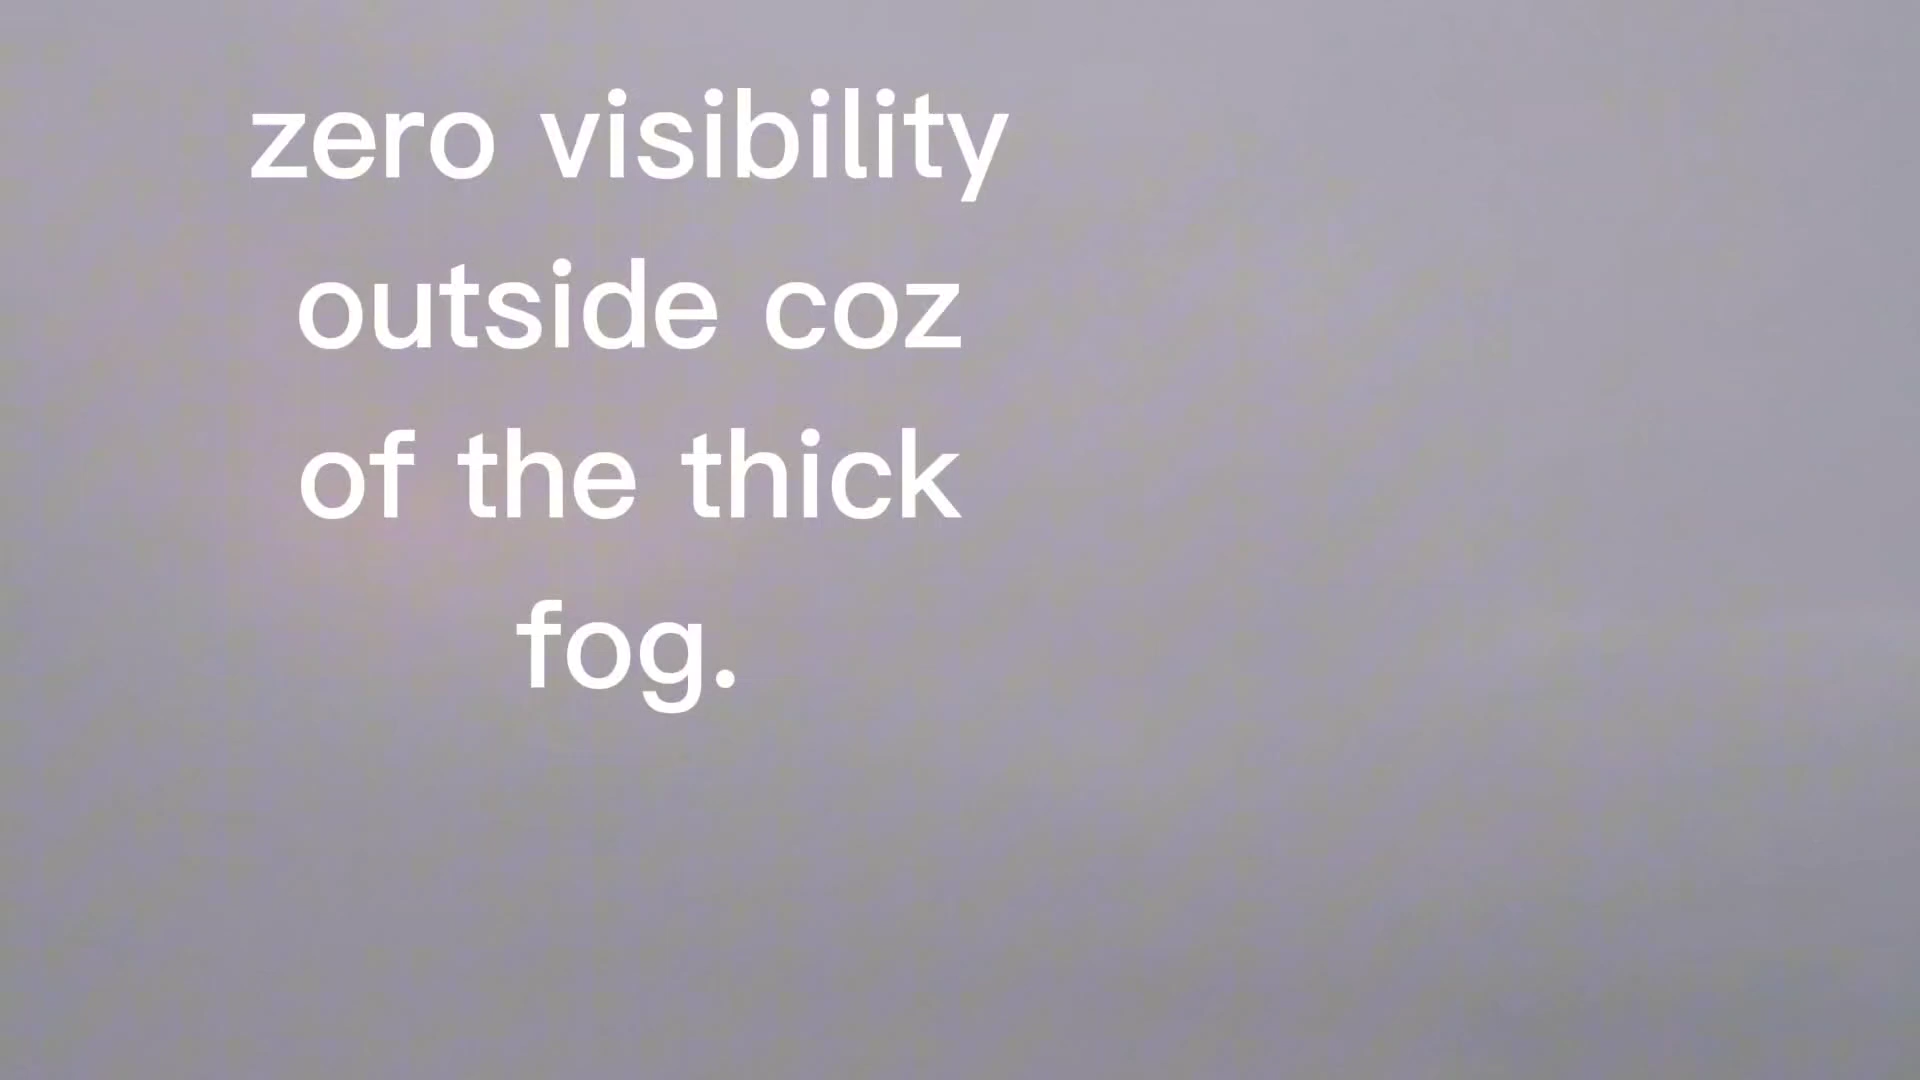 zero visibility
outside coz
of the thick
fog.